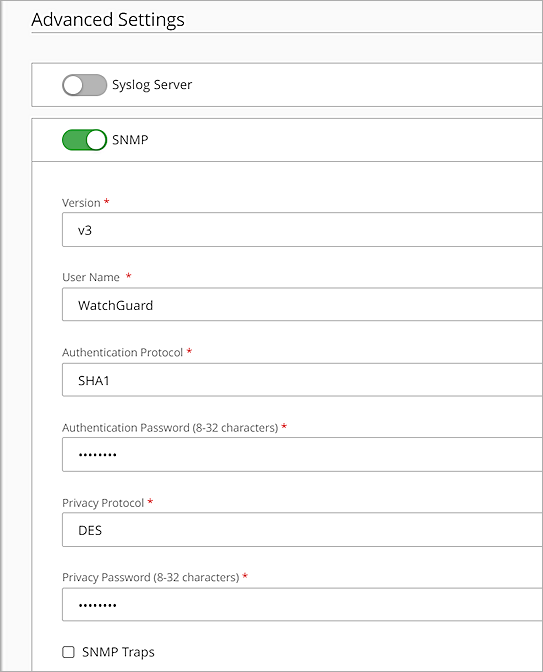 Advanced Settings
Syslog Server
SNMP
Version *
v3
User Name *
WatchGuard
Authentication Protocol *
SHA1
Authentication Password (8-32 characters) *
••••••••
Privacy Protocol *
DES
Privacy Password (8-32 characters) *
••••••••
SNMP Traps